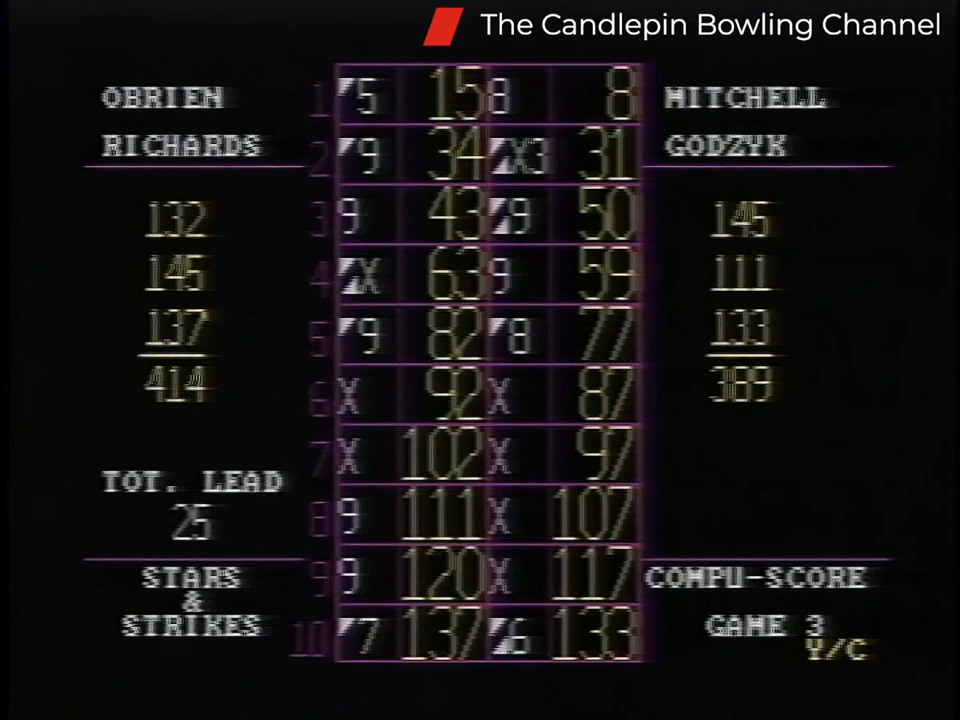 The Candlepin Bowling Channel
OBRIEN 1 5 15 8 8 MITCHELL
RICHARDS 2 9 34 X3 31 GODZYK
132 3 9 43 9 50 145
145 4 X 63 9 59 111
137 5 9 82 8 77 133
414 6 X 92 X 87 389
7 X 102 X 97
TOT. LEAD
25 8 9 111 X 107
STARS 9 9 120 X 117 COMPU-SCORE
&
STRIKES 10 7 137 6 133 GAME 3
Y/C